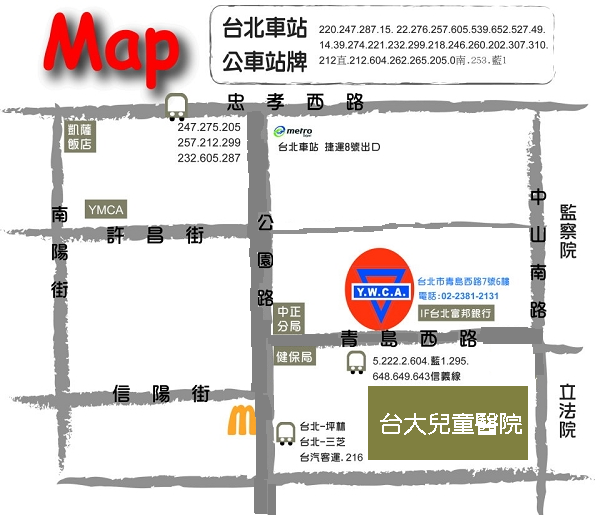 Map
台北車站
公車站牌
220.247.287.15. 22.276.257.605.539.652.527.49.
14.39.274.221.232.299.218.246.260.202.307.310.
212直.212.604.262.265.205.0南.253.藍1
忠孝西路
凱薩
飯店
247.275.205
257.212.299
232.605.287
metro
台北車站 捷運8號出口
YMCA
南陽街
許昌街
公園路
中山南路
監察院
Y.W.C.A.
台北市青島西路7號6樓
電話:02-2381-2131
1F台北富邦銀行
中正
分局
青島西路
健保局
5.222.2.604.藍1.295.
648.649.643信義線
信陽街
m
台北-坪林
台北-三芝
台汽客運.216
台大兒童醫院
立法院